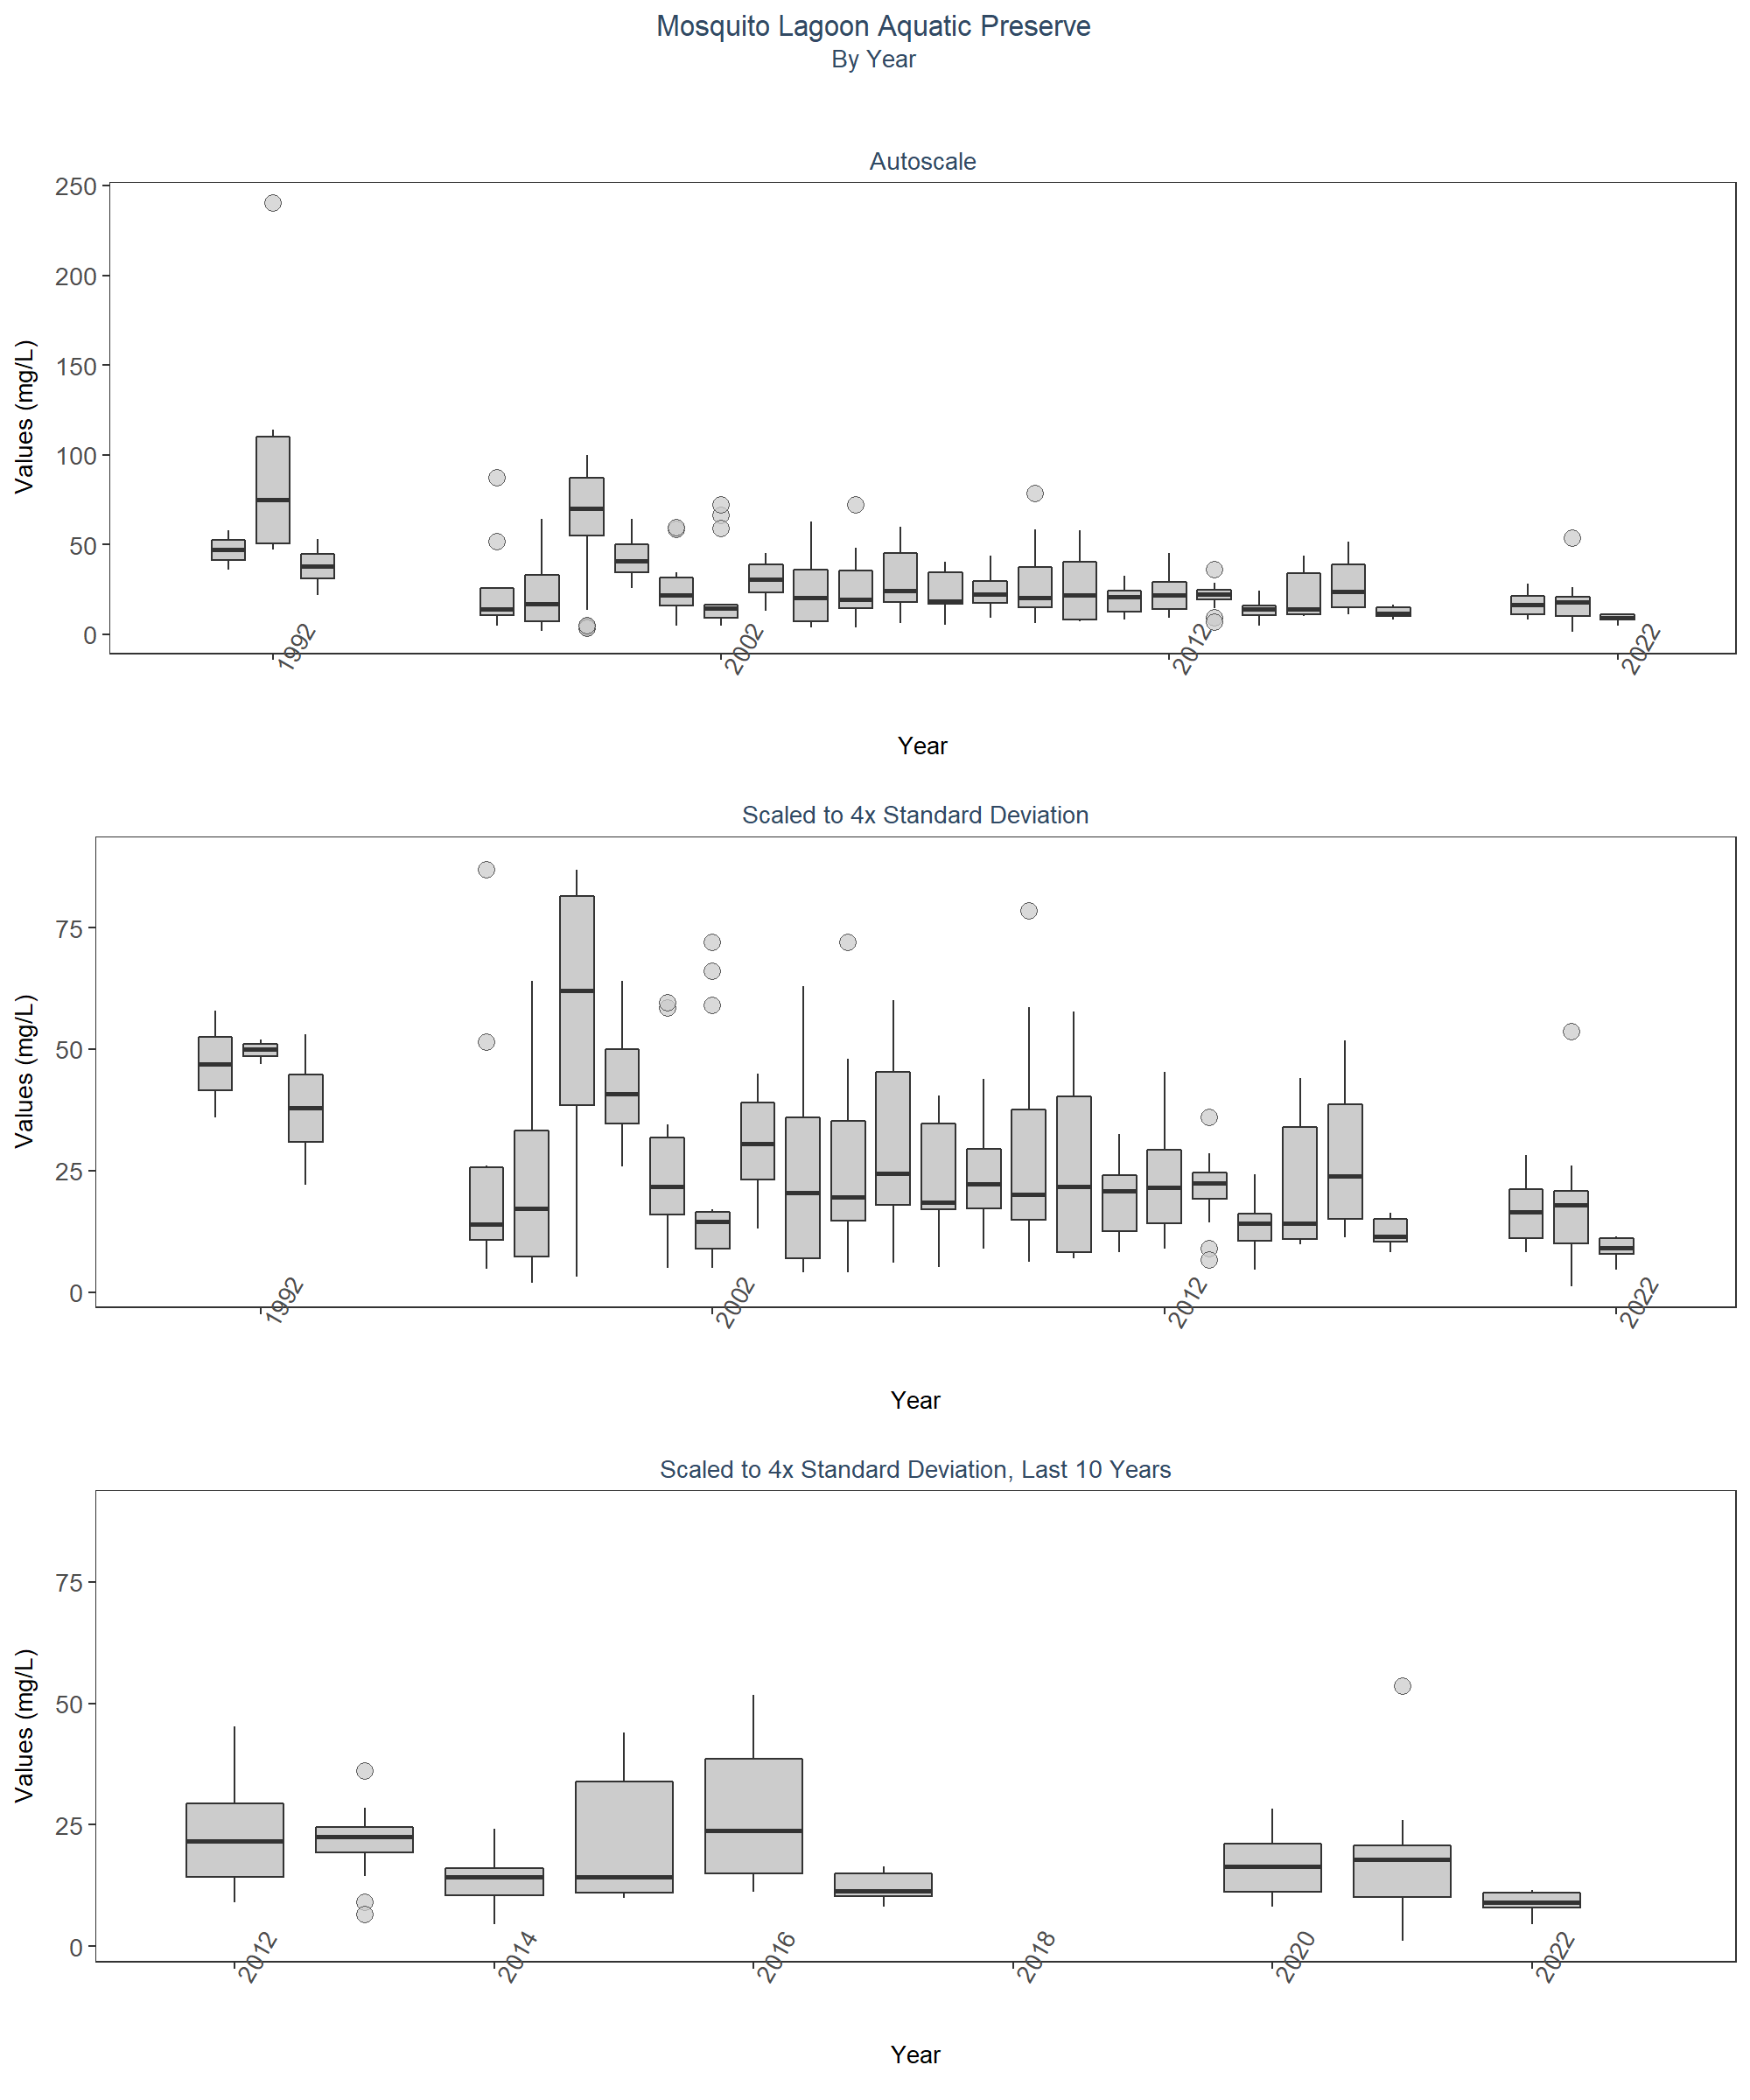 Mosquito Lagoon Aquatic Preserve
By Year
Autoscale
Values (mg/L)
250
200
150
100
50
0
1992
2002
2012
2022
Year
Scaled to 4x Standard Deviation
Values (mg/L)
75
50
25
0
1992
2002
2012
2022
Year
Scaled to 4x Standard Deviation, Last 10 Years
Values (mg/L)
75
50
25
0
2012
2014
2016
2018
2020
2022
Year